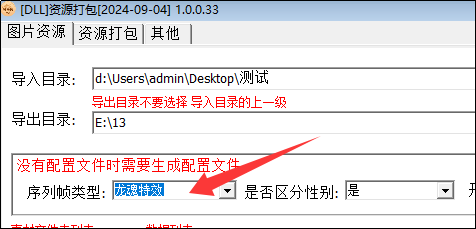 [DLL]资源打包[2024-09-04] 1.0.0.33
图片资源 资源打包 其他
导入目录: d:\Users\admin\Desktop\测试
导出目录不要选择 导入目录的上一级
导出目录: E:\13
没有配置文件时需要生成配置文件
序列帧类型: 龙魂特效 是否区分性别: 是